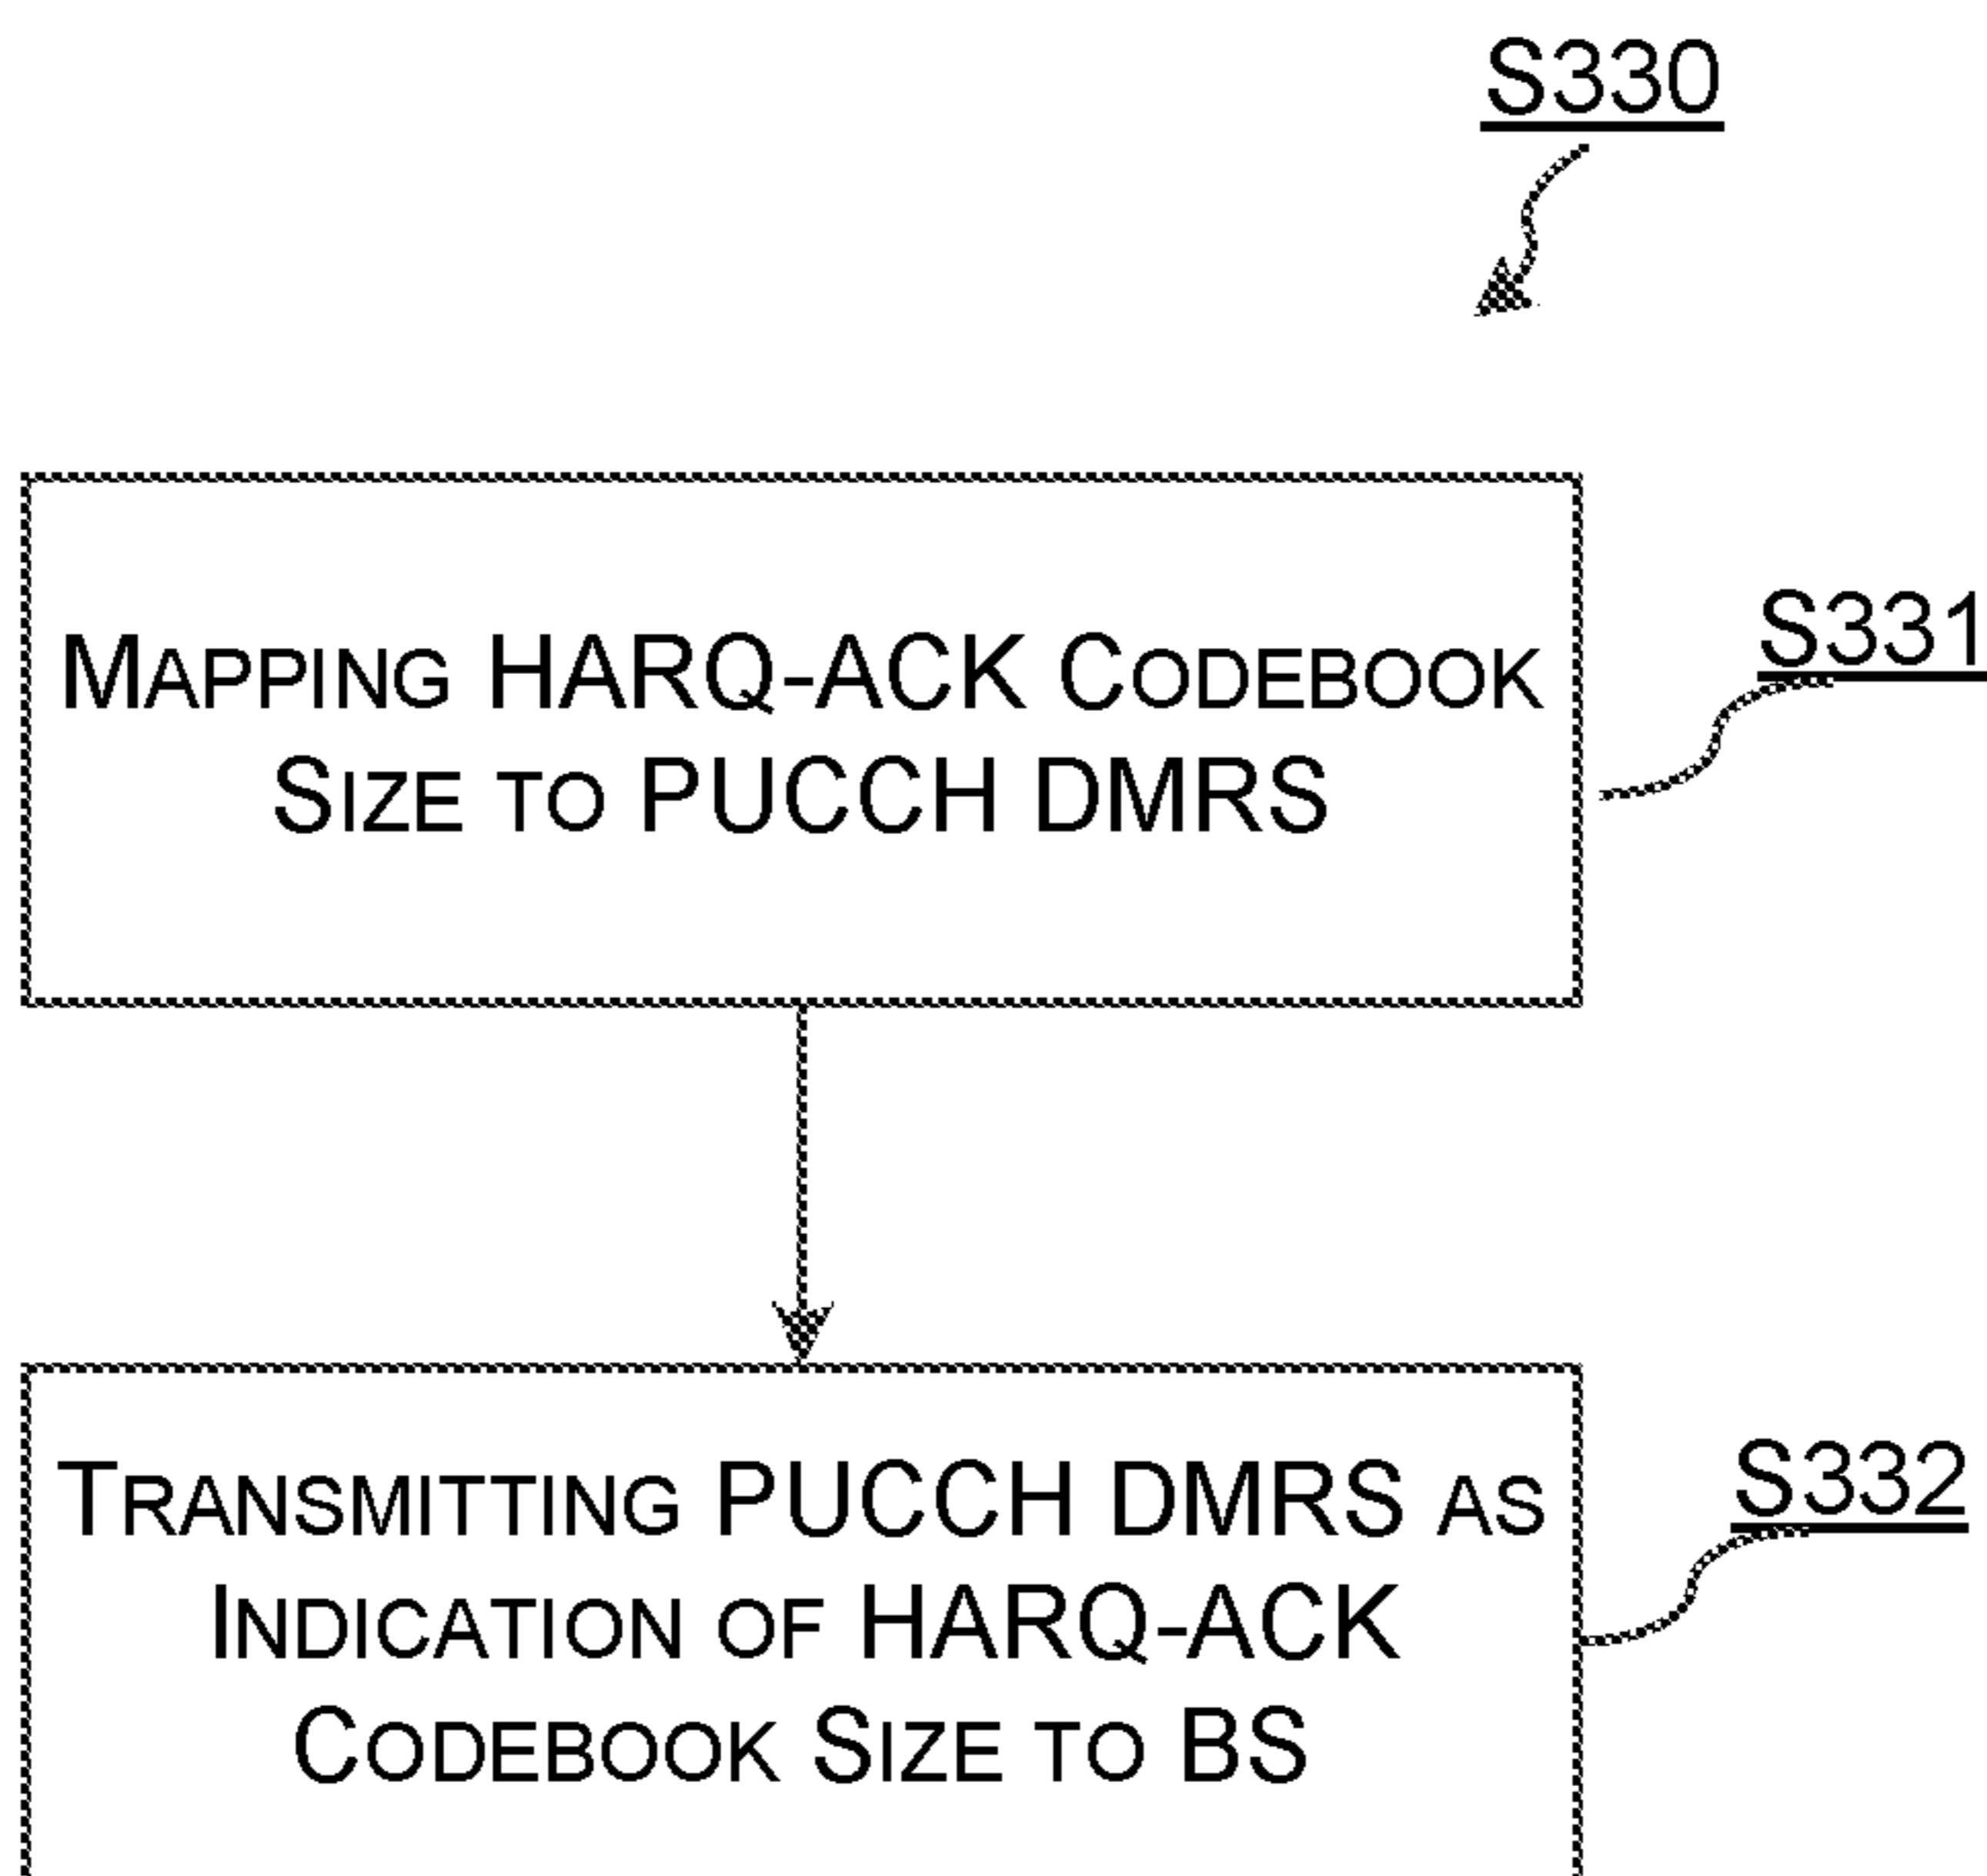 S330
MAPPING HARQ-ACK CODEBOOK
SIZE TO PUCCH DMRS
S331
TRANSMITTING PUCCH DMRS AS
INDICATION OF HARQ-ACK
CODEBOOK SIZE TO BS
S332